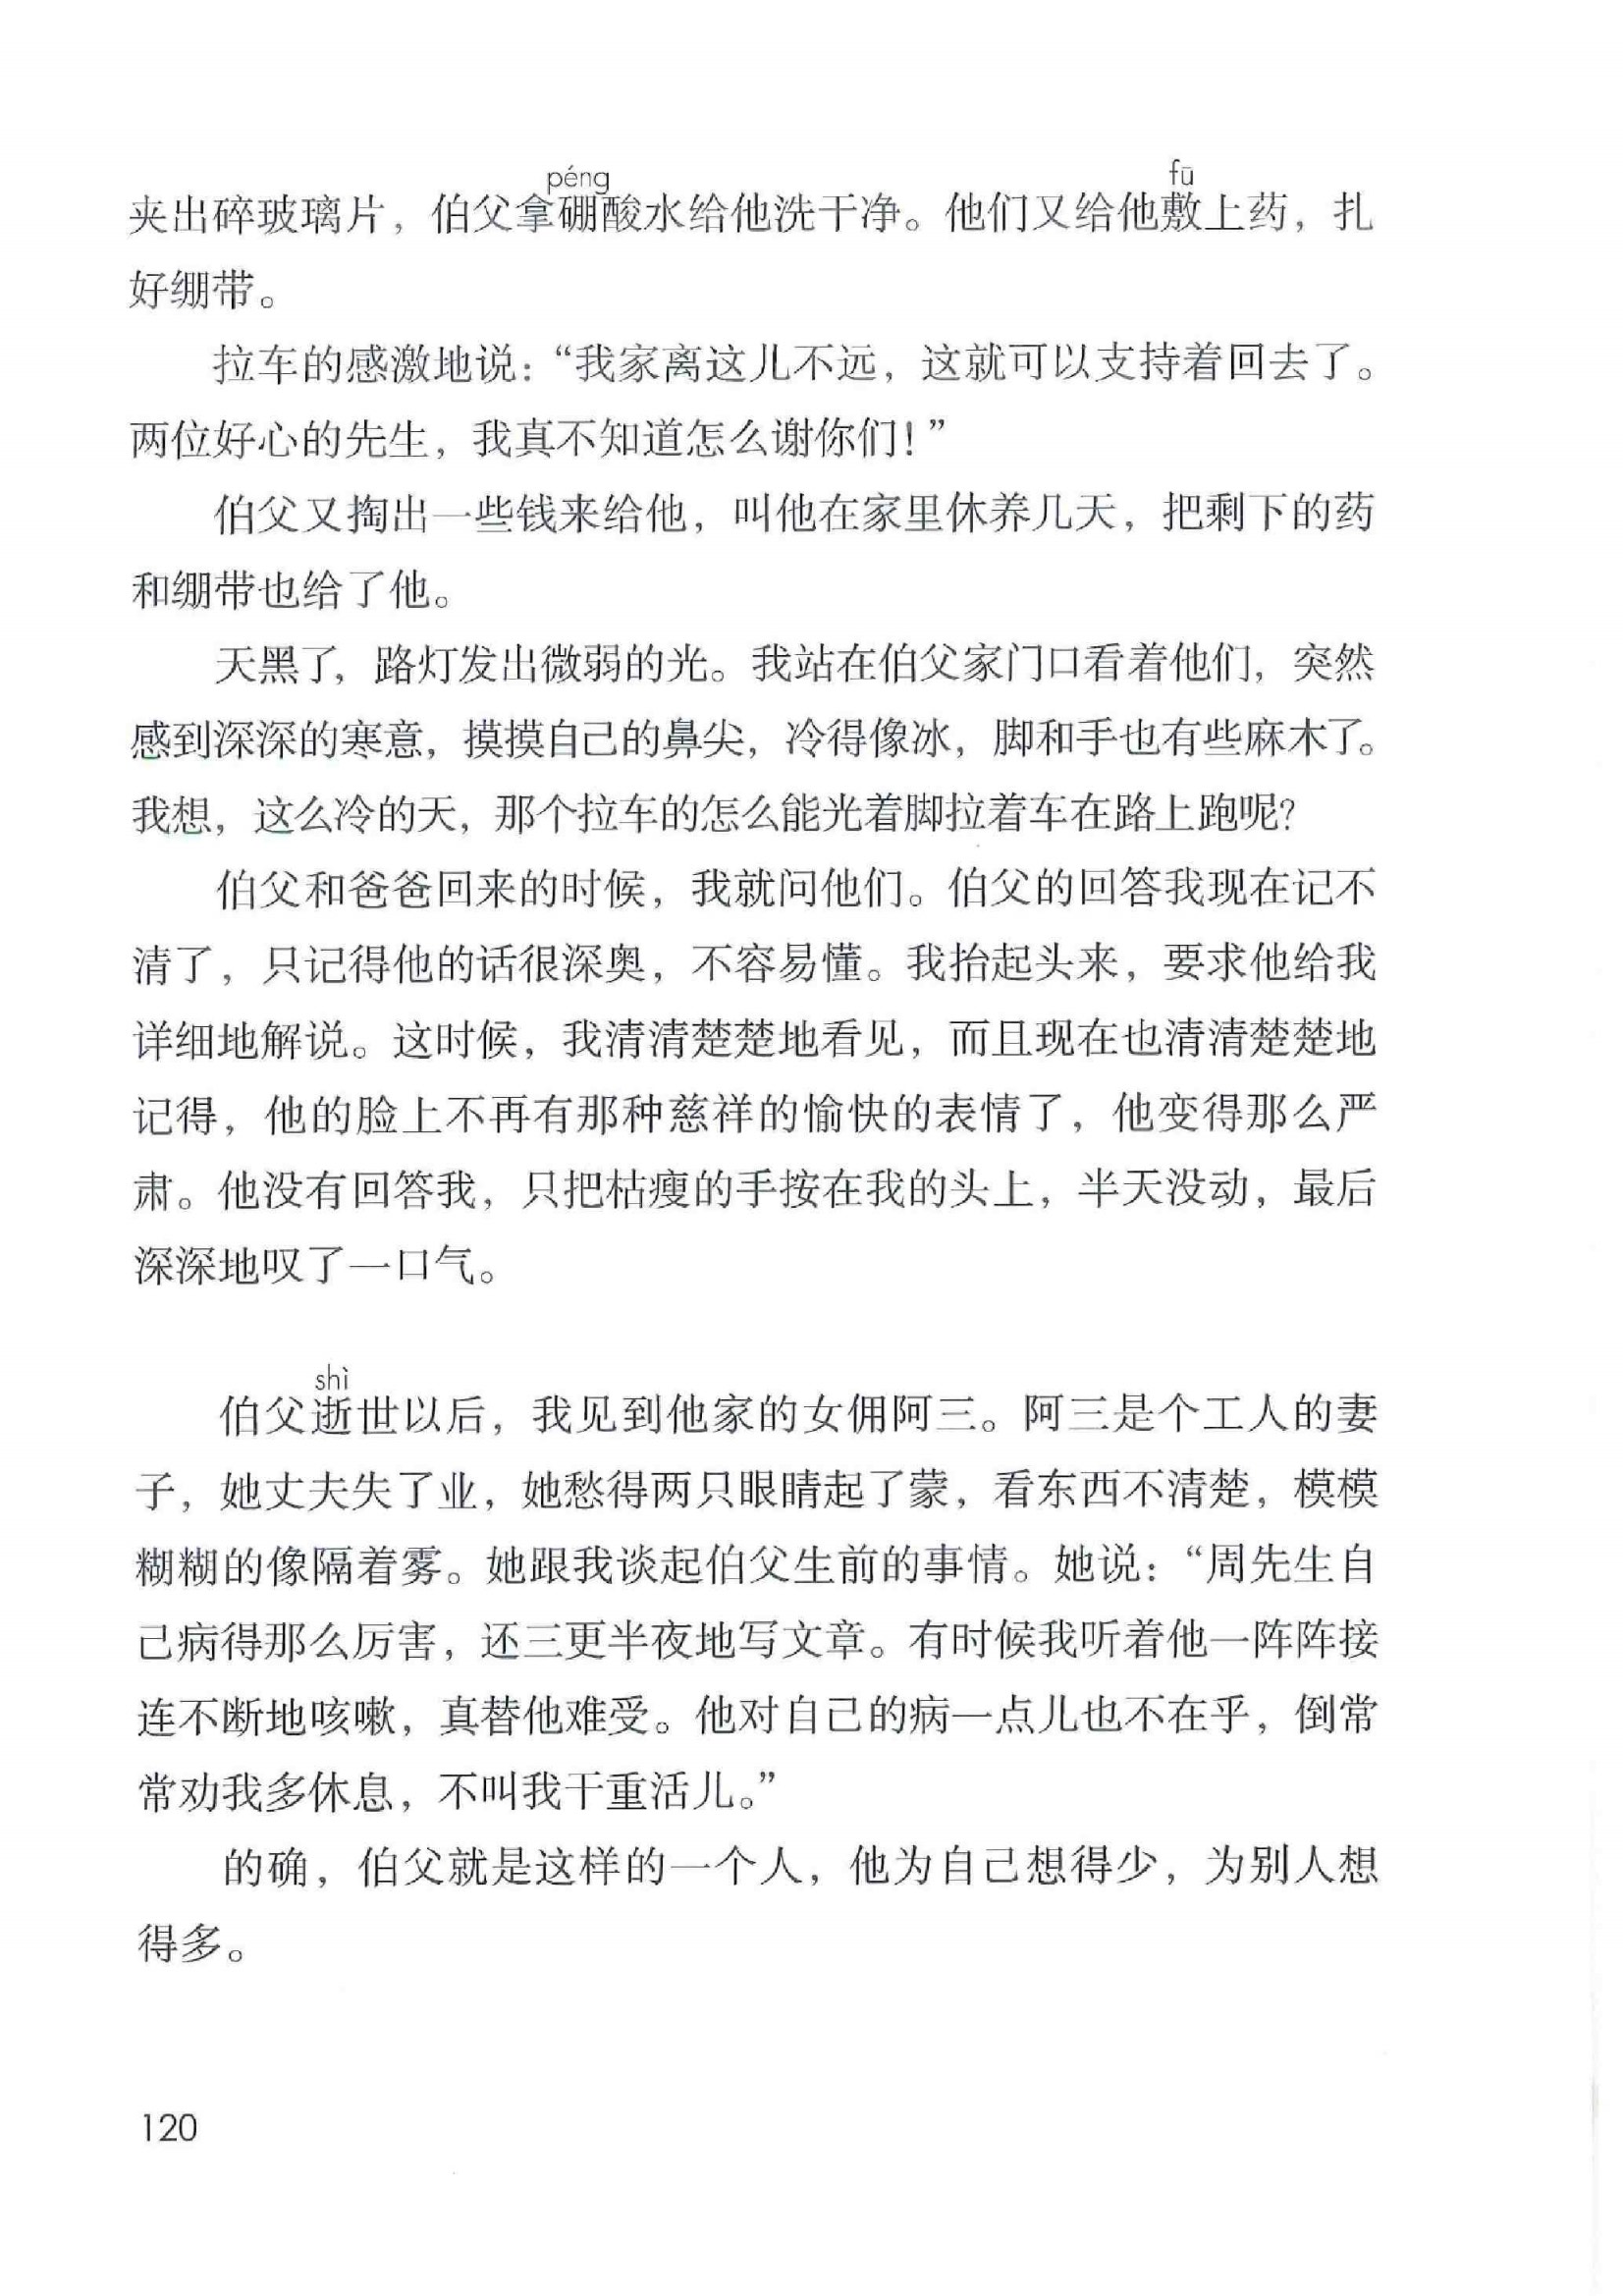 péng fū
夹出碎玻璃片，伯父拿硼酸水给他洗干净。他们又给他敷上药，扎
好绷带。
拉车的感激地说：“我家离这儿不远，这就可以支持着回去了。
两位好心的先生，我真不知道怎么谢你们！”
伯父又掏出一些钱来给他，叫他在家里休养几天，把剩下的药
和绷带也给了他。
天黑了，路灯发出微弱的光。我站在伯父家门口看着他们，突然
感到深深的寒意，摸摸自己的鼻尖，冷得像冰，脚和手也有些麻木了。
我想，这么冷的天，那个拉车的怎么能光着脚拉着车在路上跑呢？
伯父和爸爸回来的时候，我就问他们。伯父的回答我现在记不
清了，只记得他的话很深奥，不容易懂。我抬起头来，要求他给我
详细地解说。这时候，我清清楚楚地看见，而且现在也清清楚楚地
记得，他的脸上不再有那种慈祥的愉快的表情了，他变得那么严
肃。他没有回答我，只把枯瘦的手按在我的头上，半天没动，最后
深深地叹了一口气。
shì
伯父逝世以后，我见到他家的女佣阿三。阿三是个工人的妻
子，她丈夫失了业，她愁得两只眼睛起了蒙，看东西不清楚，模模
糊糊的像隔着雾。她跟我谈起伯父生前的事情。她说：“周先生自
己病得那么厉害，还三更半夜地写文章。有时候我听着他一阵阵接
连不断地咳嗽，真替他难受。他对自己的病一点儿也不在乎，倒常
常劝我多休息，不叫我干重活儿。”
的确，伯父就是这样的一个人，他为自己想得少，为别人想
得多。
120